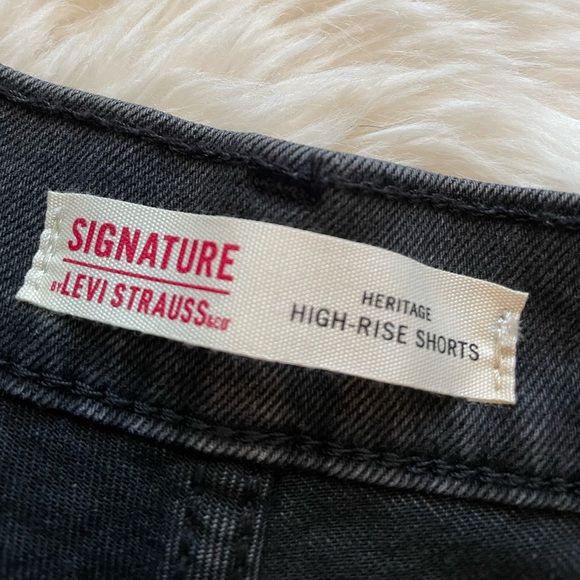 SIGNATURE
BY LEVI STRAUSS & CO
HERITAGE
HIGH-RISE SHORTS